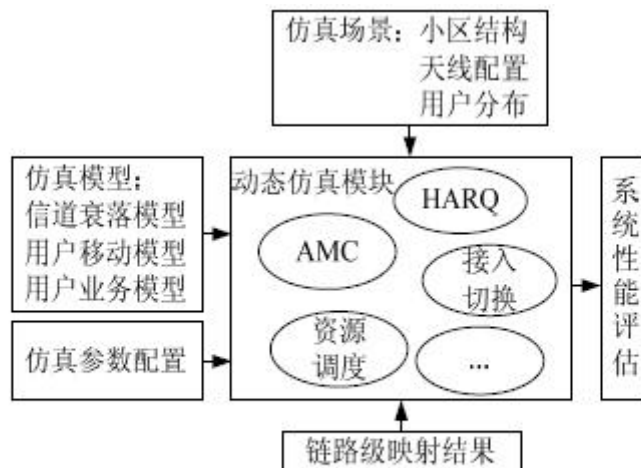 仿真场景：小区结构
天线配置
用户分布
仿真模型：
信道衰落模型
用户移动模型
用户业务模型
仿真参数配置
动态仿真模块
HARQ
AMC
接入
切换
资源
调度
...
系统性能评估
链路级映射结果